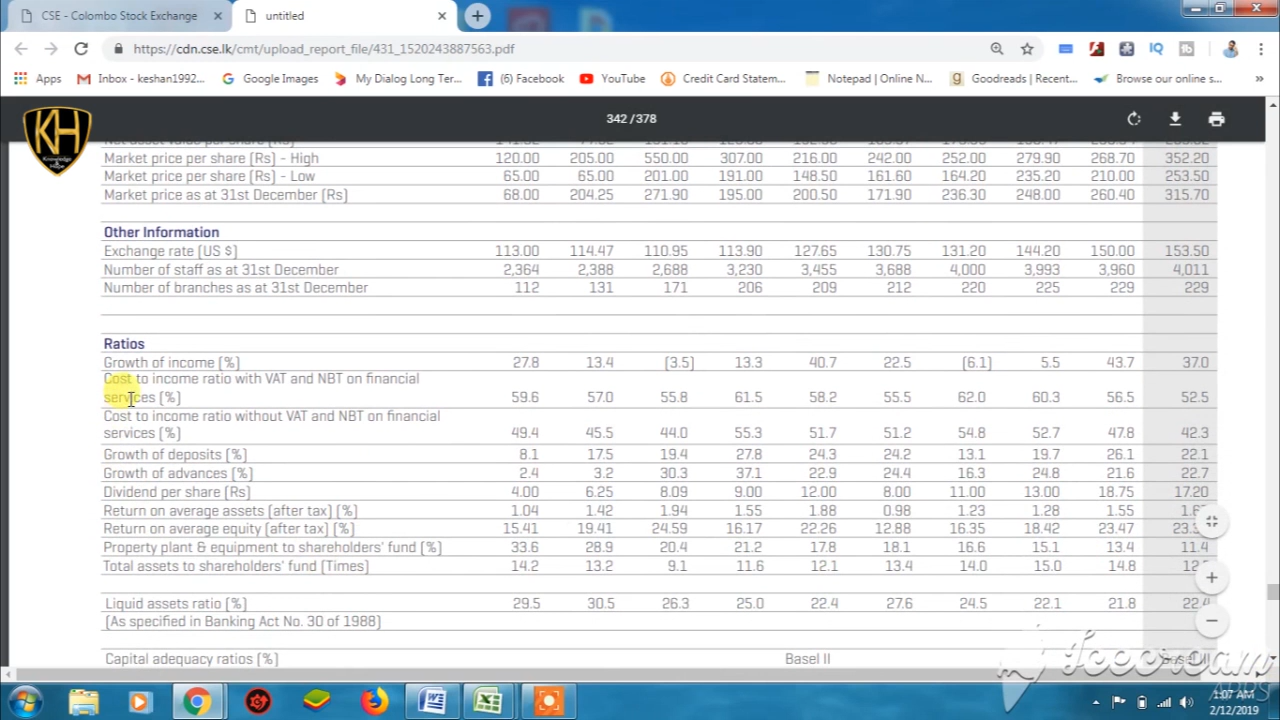 CSE - Colombo Stock Exchange
untitled
https://cdn.cse.lk/cmt/upload_report_file/431_1520243887563.pdf
Apps Inbox - keshan1992... Google Images My Dialog Long Ter... (6) Facebook YouTube Credit Card Statem... Notepad | Online N... Goodreads | Recent... Browse our online s... »
KH
342 / 378
Market price per share (Rs) - High 120.00 205.00 550.00 307.00 216.00 242.00 252.00 279.90 268.70 352.20
Market price per share (Rs) - Low 65.00 65.00 201.00 191.00 148.50 161.60 164.20 235.20 210.00 253.50
Market price as at 31st December (Rs) 68.00 204.25 271.90 195.00 200.50 171.90 236.30 248.00 260.40 315.70
Other Information
Exchange rate (US $) 113.00 114.47 110.95 113.90 127.65 130.75 131.20 144.20 150.00 153.50
Number of staff as at 31st December 2,364 2,388 2,688 3,230 3,455 3,688 4,000 3,993 3,960 4,011
Number of branches as at 31st December 112 131 171 206 209 212 220 225 229 229
Ratios
Growth of income (%) 27.8 13.4 (3.5) 13.3 40.7 22.5 (6.1) 5.5 43.7 37.0
Cost to income ratio with VAT and NBT on financial
services (%) 59.6 57.0 55.8 61.5 58.2 55.5 62.0 60.3 56.5 52.5
Cost to income ratio without VAT and NBT on financial
services (%) 49.4 45.5 44.0 55.3 51.7 51.2 54.8 52.7 47.8 42.3
Growth of deposits (%) 8.1 17.5 19.4 27.8 24.3 24.2 13.1 19.7 26.1 22.1
Growth of advances (%) 2.4 3.2 30.3 37.1 22.9 24.4 16.3 24.8 21.6 22.7
Dividend per share (Rs) 4.00 6.25 8.09 9.00 12.00 8.00 11.00 13.00 18.75 17.20
Return on average assets (after tax) (%) 1.04 1.42 1.94 1.55 1.88 0.98 1.23 1.28 1.55
Return on average equity (after tax) (%) 15.41 19.41 24.59 16.17 22.26 12.88 16.35 18.42 23.47
Property plant & equipment to shareholders' fund (%) 33.6 28.9 20.4 21.2 17.8 18.1 16.6 15.1 13.4 11.4
Total assets to shareholders' fund (Times) 14.2 13.2 9.1 11.6 12.1 13.4 14.0 15.0 14.8
Liquid assets ratio (%) 29.5 30.5 26.3 25.0 22.4 27.6 24.5 22.1 21.8 22.4
(As specified in Banking Act No. 30 of 1988)
Capital adequacy ratios (%) Basel II Basel III
Icecream
APPS
1:07 AM
2/12/2019